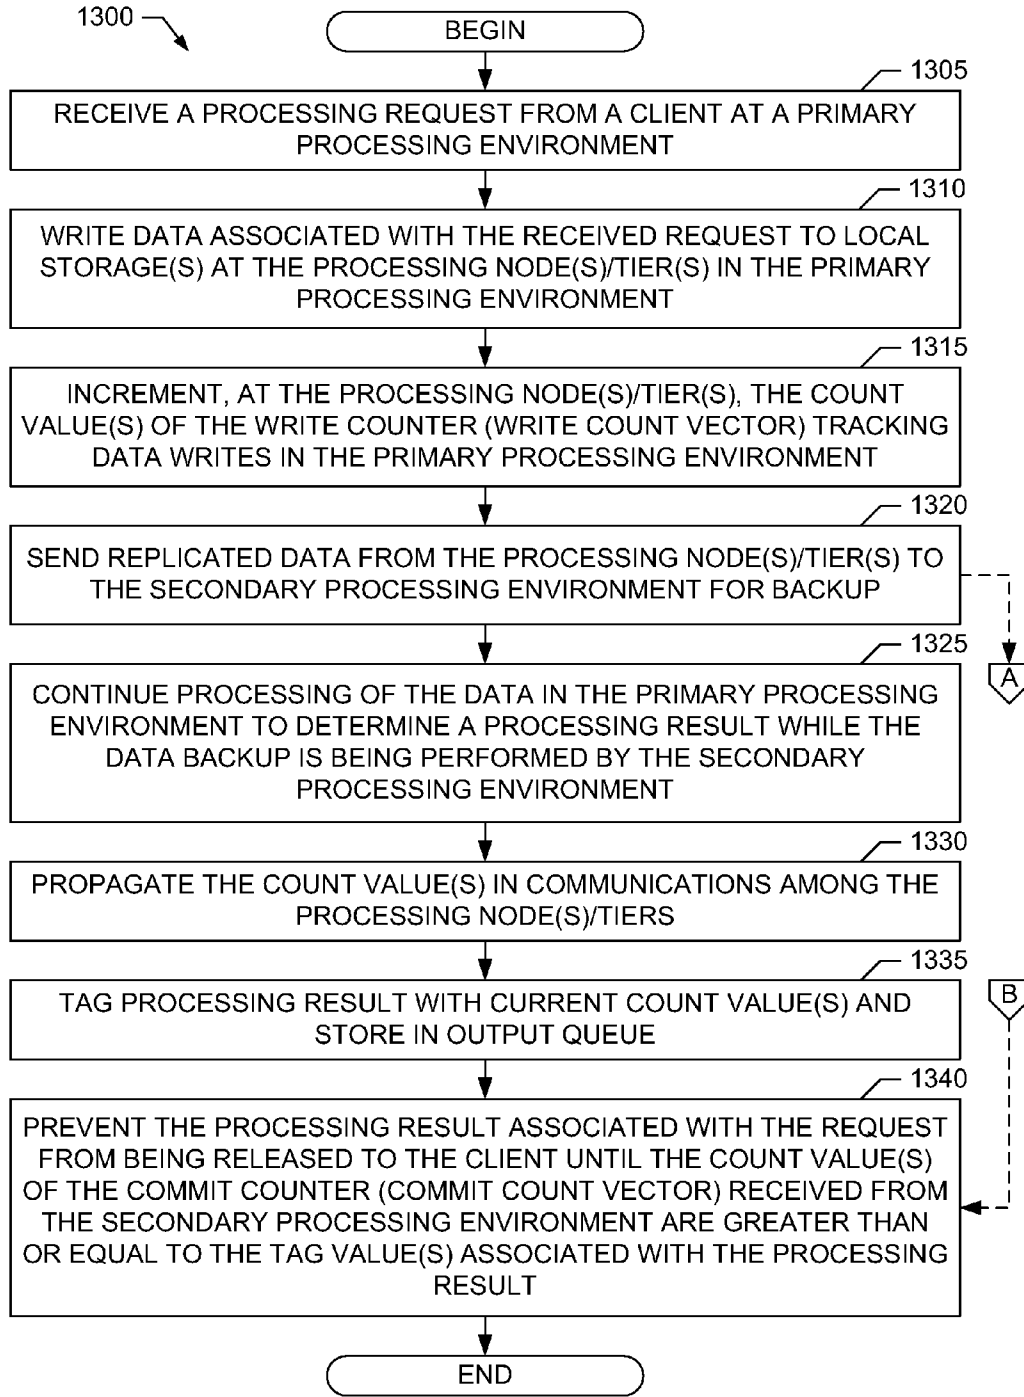 1300
BEGIN
1305
RECEIVE A PROCESSING REQUEST FROM A CLIENT AT A PRIMARY
PROCESSING ENVIRONMENT
1310
WRITE DATA ASSOCIATED WITH THE RECEIVED REQUEST TO LOCAL
STORAGE(S) AT THE PROCESSING NODE(S)/TIER(S) IN THE PRIMARY
PROCESSING ENVIRONMENT
1315
INCREMENT, AT THE PROCESSING NODE(S)/TIER(S), THE COUNT
VALUE(S) OF THE WRITE COUNTER (WRITE COUNT VECTOR) TRACKING
DATA WRITES IN THE PRIMARY PROCESSING ENVIRONMENT
1320
SEND REPLICATED DATA FROM THE PROCESSING NODE(S)/TIER(S) TO
THE SECONDARY PROCESSING ENVIRONMENT FOR BACKUP
1325
A
CONTINUE PROCESSING OF THE DATA IN THE PRIMARY PROCESSING
ENVIRONMENT TO DETERMINE A PROCESSING RESULT WHILE THE
DATA BACKUP IS BEING PERFORMED BY THE SECONDARY
PROCESSING ENVIRONMENT
1330
PROPAGATE THE COUNT VALUE(S) IN COMMUNICATIONS AMONG THE
PROCESSING NODE(S)/TIERS
1335
TAG PROCESSING RESULT WITH CURRENT COUNT VALUE(S) AND
STORE IN OUTPUT QUEUE
B
1340
PREVENT THE PROCESSING RESULT ASSOCIATED WITH THE REQUEST
FROM BEING RELEASED TO THE CLIENT UNTIL THE COUNT VALUE(S)
OF THE COMMIT COUNTER (COMMIT COUNT VECTOR) RECEIVED FROM
THE SECONDARY PROCESSING ENVIRONMENT ARE GREATER THAN
OR EQUAL TO THE TAG VALUE(S) ASSOCIATED WITH THE PROCESSING
RESULT
END